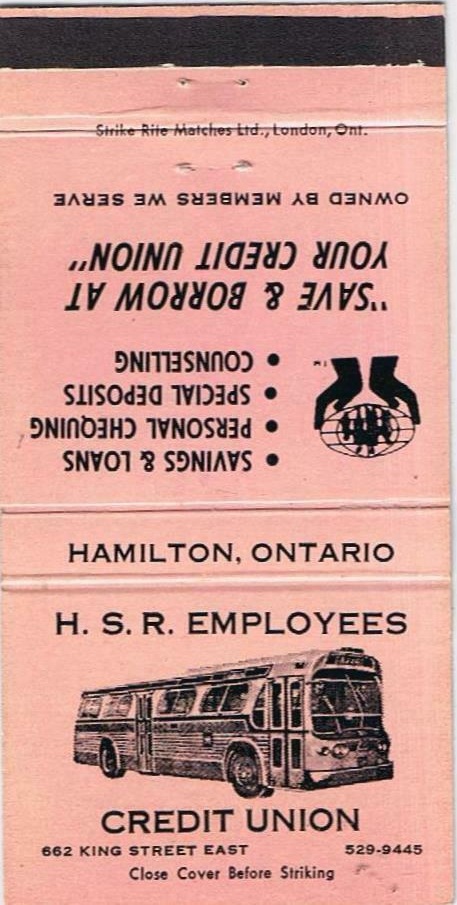 Strike Rite Matches Ltd., London, Ont.
OWNED BY MEMBERS WE SERVE
"SAVE & BORROW AT
YOUR CREDIT UNION"
• SAVINGS & LOANS
• PERSONAL CHEQUING
• SPECIAL DEPOSITS
• COUNSELLING
TM
HAMILTON, ONTARIO
H. S. R. EMPLOYEES
CREDIT UNION
662 KING STREET EAST 529-9445
Close Cover Before Striking